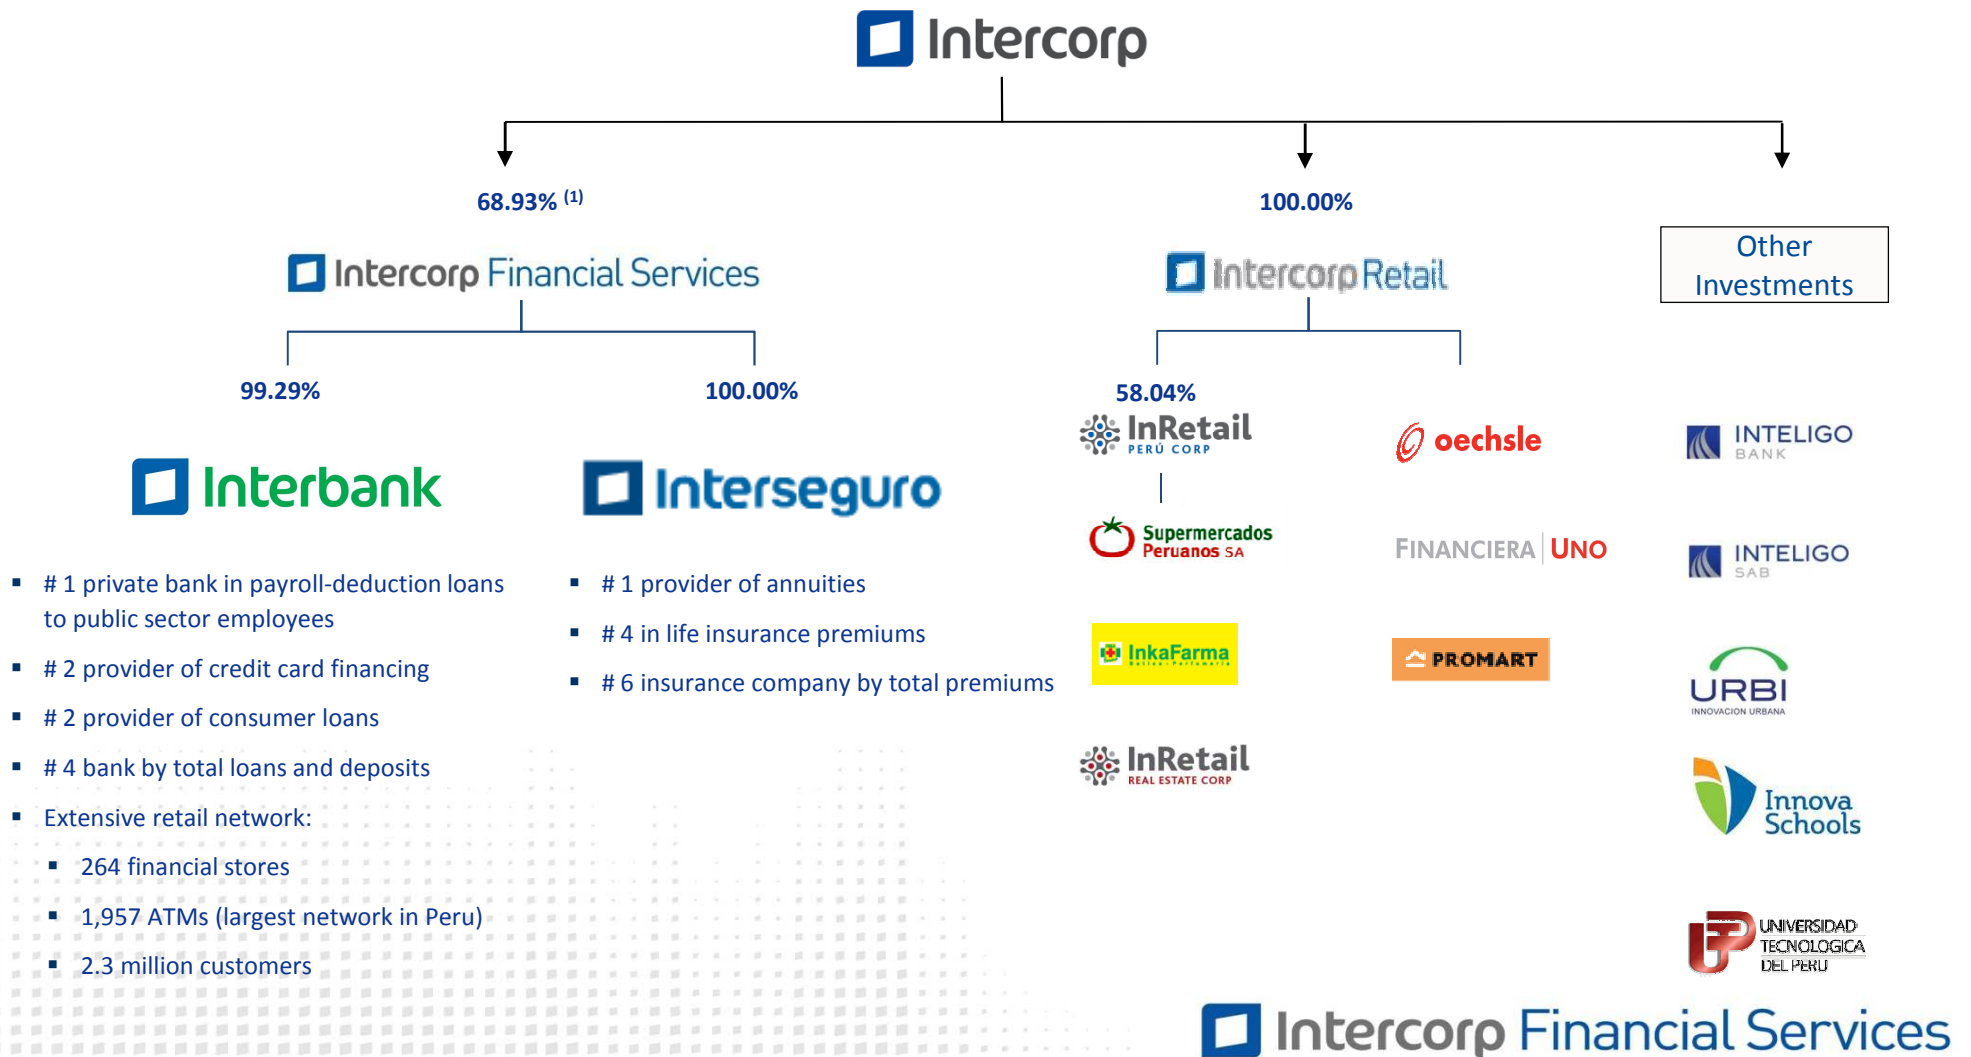 Intercorp
68.93% (1)
100.00%
Intercorp Financial Services
Intercorp Retail
Other
Investments
99.29%
100.00%
58.04%
Interbank
Interseguro
# 1 private bank in payroll-deduction loans
to public sector employees
# 2 provider of credit card financing
# 2 provider of consumer loans
# 4 bank by total loans and deposits
Extensive retail network:
264 financial stores
1,957 ATMs (largest network in Peru)
2.3 million customers
# 1 provider of annuities
# 4 in life insurance premiums
# 6 insurance company by total premiums
InRetail
PERÚ CORP
Supermercados
Peruanos SA
InkaFarma
Botica - Perfumería
InRetail
REAL ESTATE CORP
oechsle
FINANCIERA UNO
PROMART
INTELIGO
BANK
INTELIGO
SAB
URBI
INNOVACION URBANA
Innova
Schools
UTP
UNIVERSIDAD
TECNOLOGICA
DEL PERU
Intercorp Financial Services